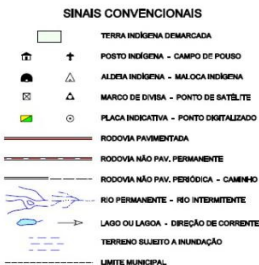 SINAIS CONVENCIONAIS
TERRA INDÍGENA DEMARCADA
POSTO INDÍGENA - CAMPO DE POUSO
ALDEIA INDÍGENA - MALOCA INDÍGENA
MARCO DE DIVISA - PONTO DE SATÉLITE
PLACA INDICATIVA - PONTO DIGITALIZADO
RODOVIA PAVIMENTADA
RODOVIA NÃO PAV. PERMANENTE
RODOVIA NÃO PAV. PERIÓDICA - CAMINHO
RIO PERMANENTE - RIO INTERMITENTE
LAGO OU LAGOA - DIREÇÃO DE CORRENTE
TERRENO SUJEITO A INUNDAÇÃO
LIMITE MUNICIPAL